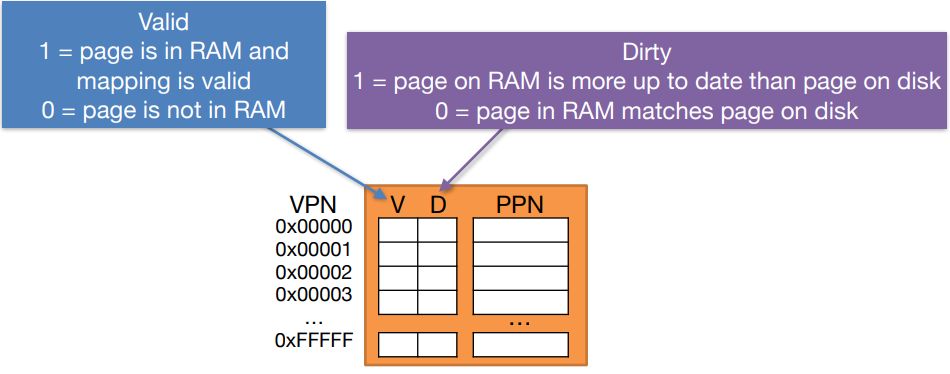 Valid
1 = page is in RAM and
mapping is valid
0 = page is not in RAM
Dirty
1 = page on RAM is more up to date than page on disk
0 = page in RAM matches page on disk
VPN V D PPN
0x00000
0x00001
0x00002
0x00003
... ...
0xFFFFF